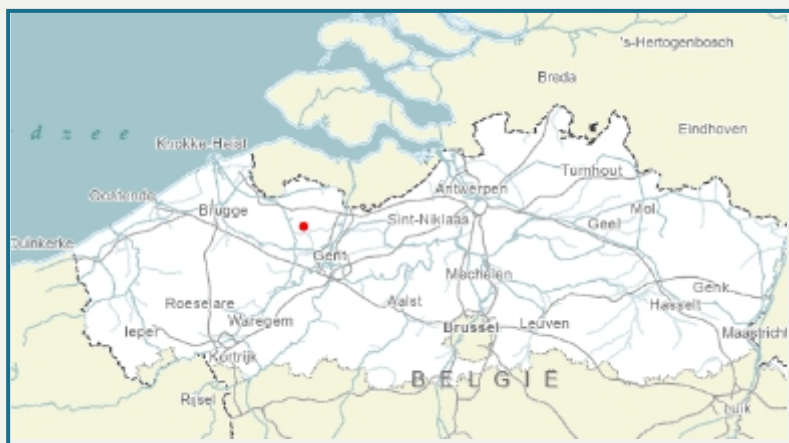 's-Hertogenbosch
Breda
dzee
Eindhoven
Knokke-Heist
Turnhout
Antwerpen
Oostende
Brugge
Mol
Sint-Niklaas
Geel
Duinkerke
Gent
Mechelen
Genk
Roeselare
Aalst
Hasselt
Waregem
Ieper
Brussel
Leuven
Maastricht
Kortrijk
BELGIË
Rijsel
Luik